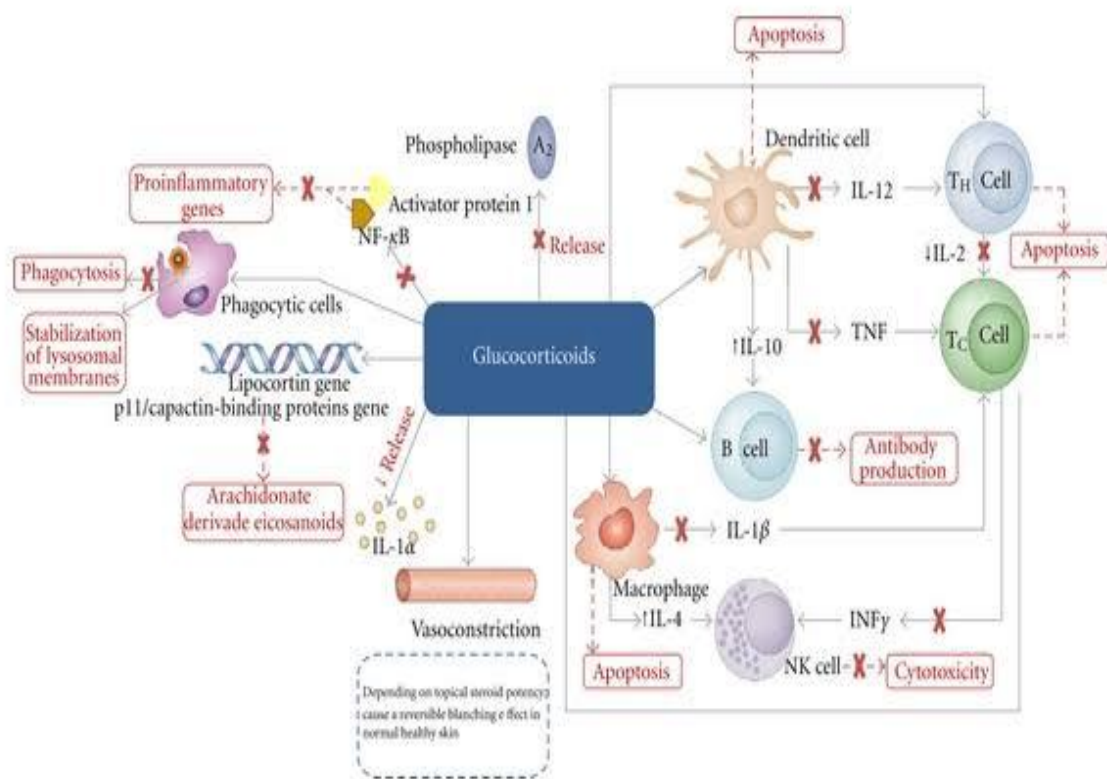 Apoptosis
Phospholipase
A2
Dendritic cell
Proinflammatory
genes
Activator protein 1
NF-κB
Release
IL-12
TH Cell
↓IL-2
Apoptosis
Phagocytosis
Phagocytic cells
Stabilization
of lysosomal
membranes
Glucocorticoids
↑IL-10
TNF
TC Cell
Lipocortin gene
p11/capactin-binding proteins gene
↓ Release
B cell
Antibody
production
Arachidonate
derivade eicosanoids
IL-1α
IL-1β
Macrophage
Vasoconstriction
↑IL-4
INFγ
NK cell
Apoptosis
Cytotoxicity
Depending on topical steroid potency
cause a reversible blanching e ffect in
normal healthy skin